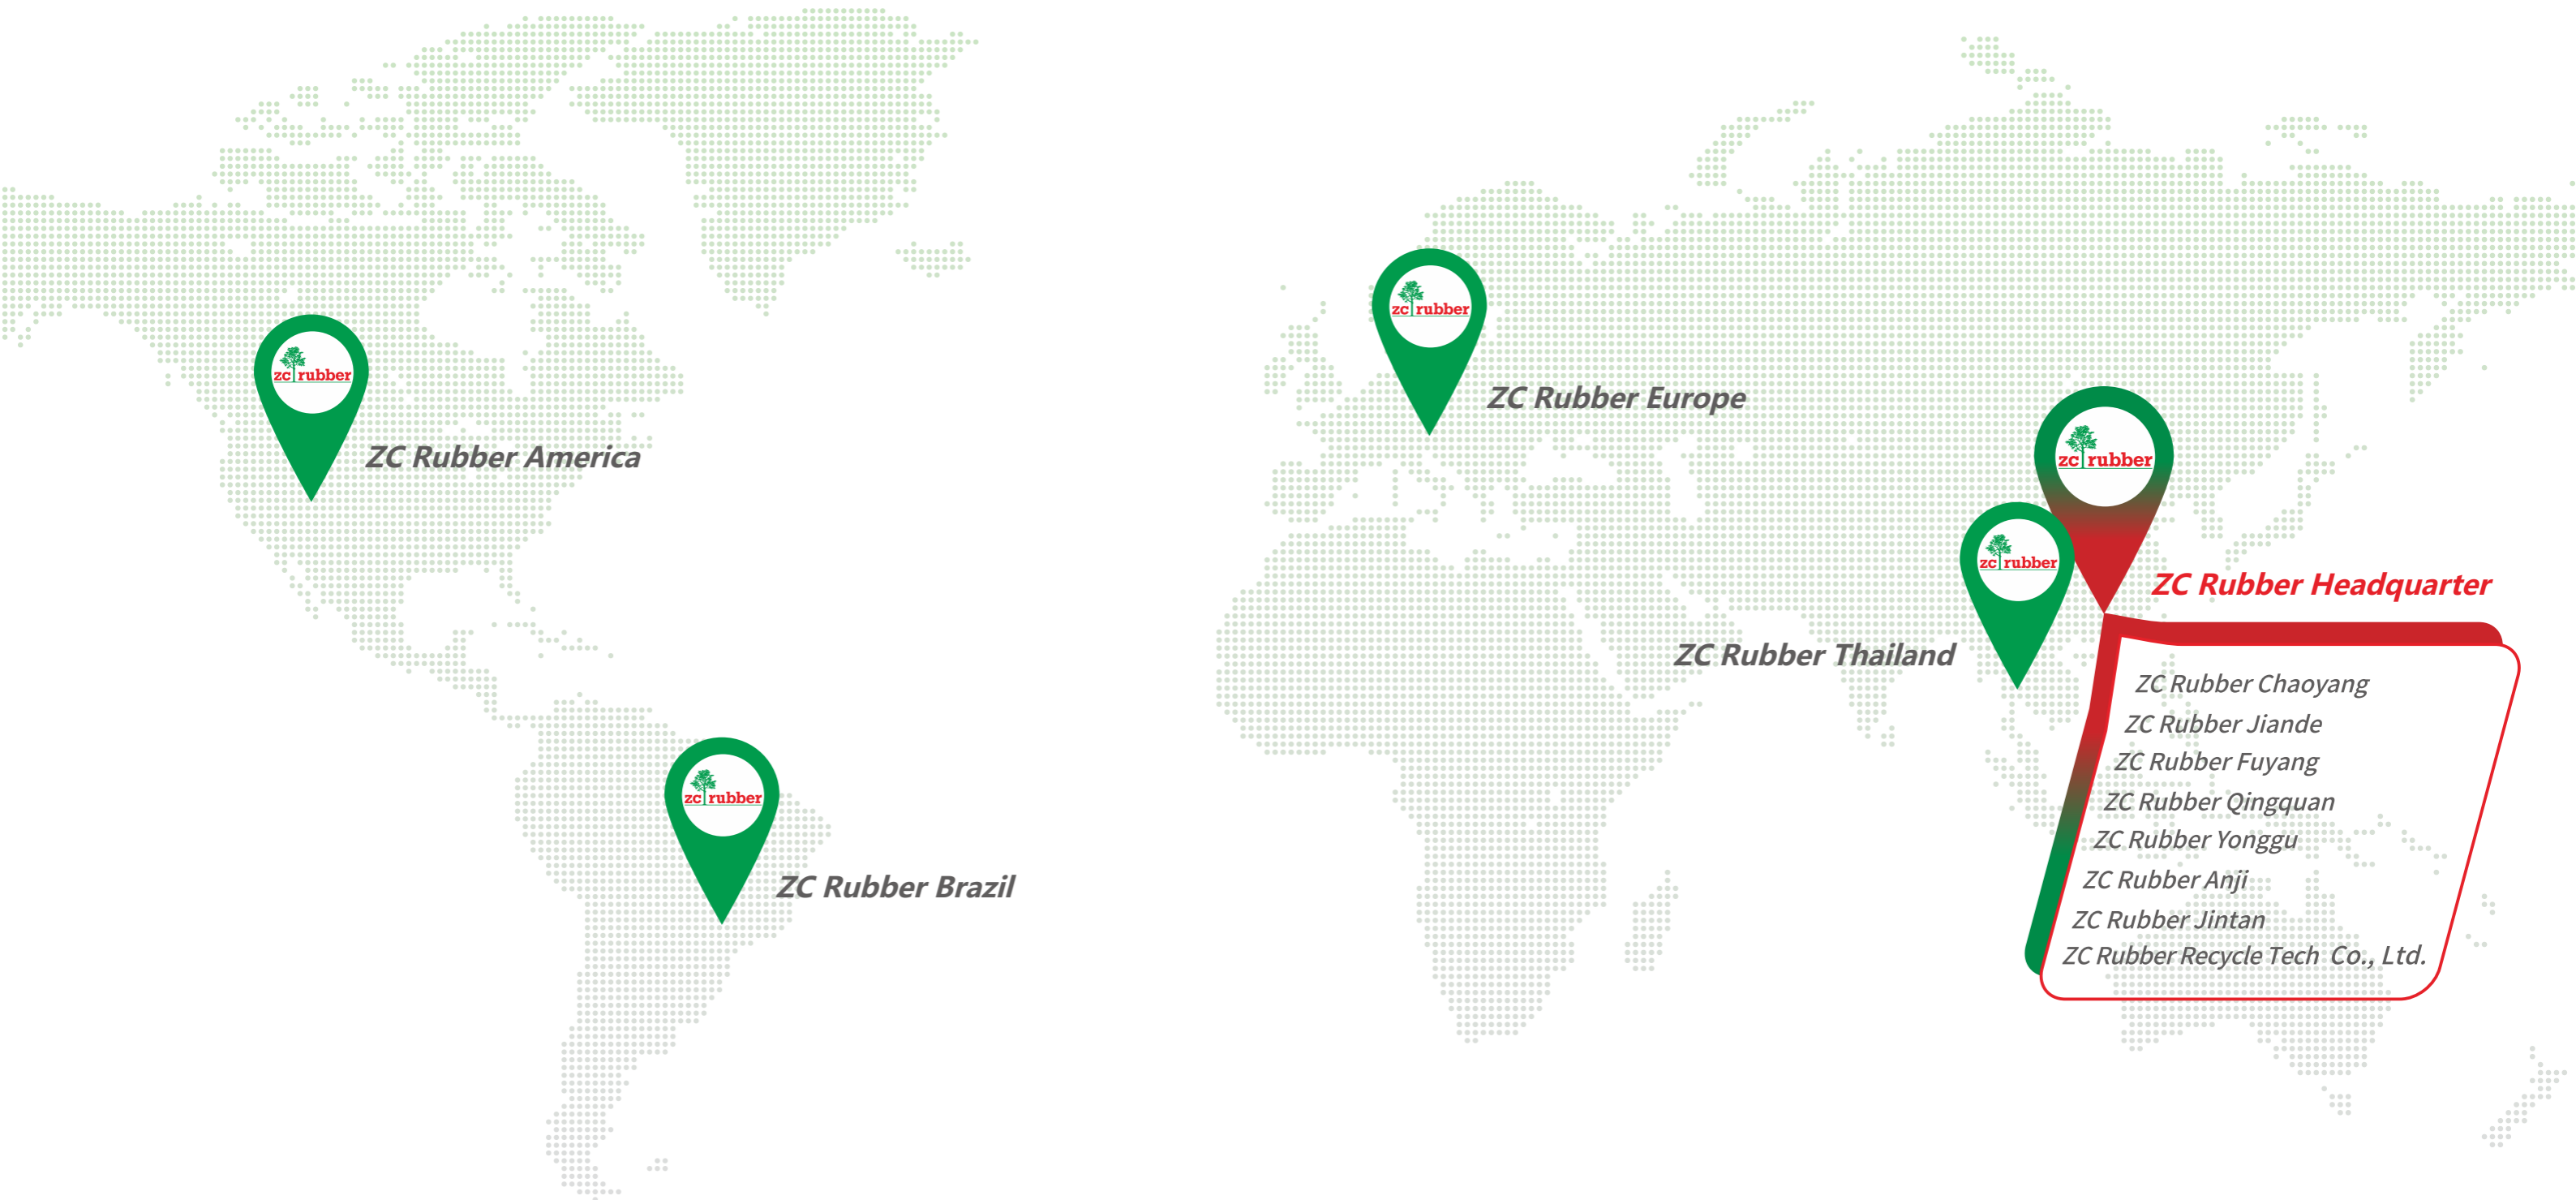 zc rubber
ZC Rubber Europe
zc rubber
ZC Rubber America
zc rubber
ZC Rubber Headquarter
zc rubber
ZC Rubber Thailand
ZC Rubber Chaoyang
ZC Rubber Jiande
ZC Rubber Fuyang
ZC Rubber Qingquan
ZC Rubber Yonggu
ZC Rubber Anji
ZC Rubber Jintan
ZC Rubber Recycle Tech Co., Ltd.
zc rubber
ZC Rubber Brazil